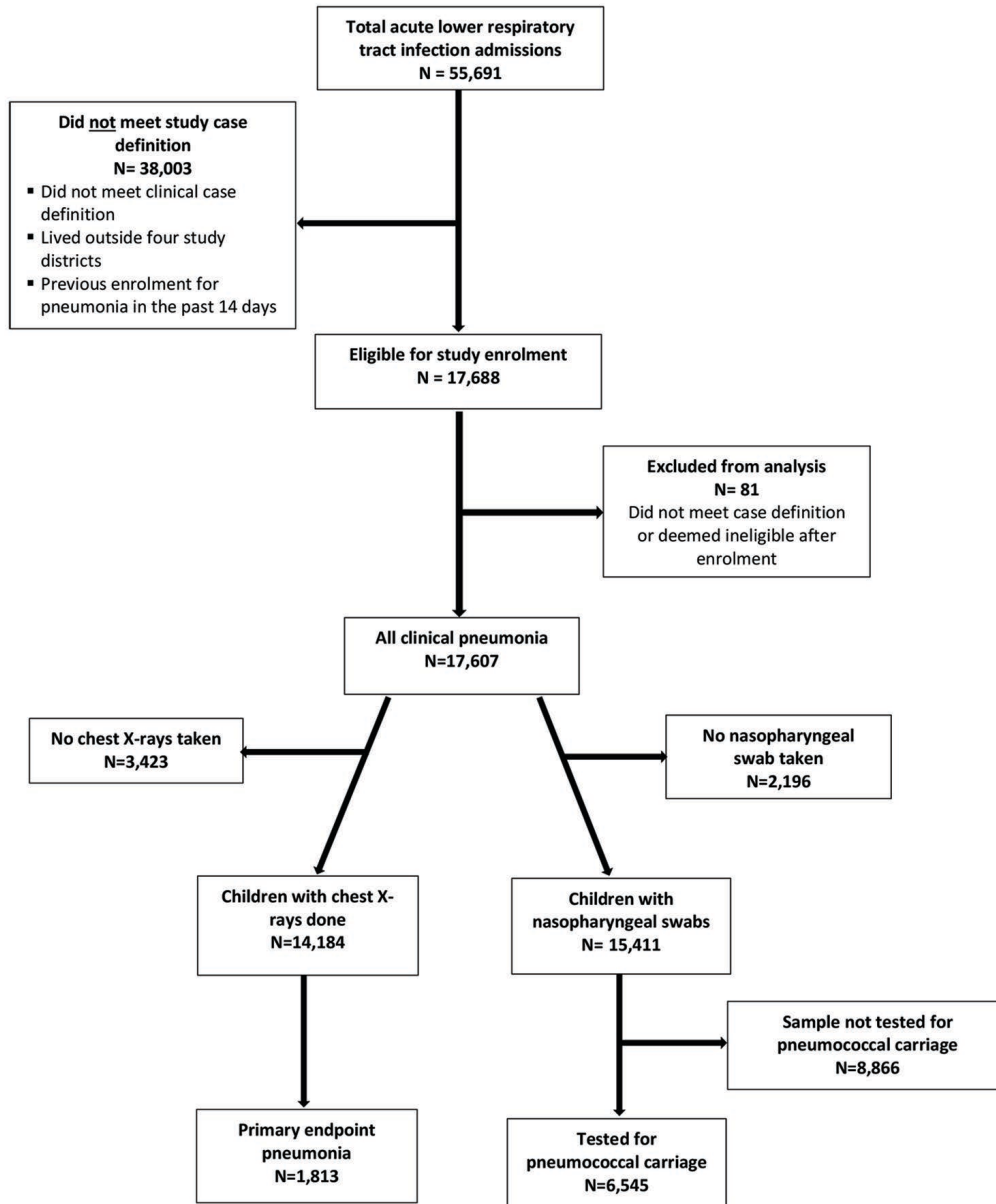 Total acute lower respiratory
tract infection admissions
N = 55,691
Did not meet study case
definition
N= 38,003
▪ Did not meet clinical case
definition
▪ Lived outside four study
districts
▪ Previous enrolment for
pneumonia in the past 14 days
Eligible for study enrolment
N = 17,688
Excluded from analysis
N= 81
Did not meet case definition
or deemed ineligible after
enrolment
All clinical pneumonia
N=17,607
No chest X-rays taken
N=3,423
No nasopharyngeal
swab taken
N=2,196
Children with chest X-
rays done
N=14,184
Children with
nasopharyngeal swabs
N= 15,411
Sample not tested for
pneumococcal carriage
N=8,866
Primary endpoint
pneumonia
N=1,813
Tested for
pneumococcal carriage
N=6,545